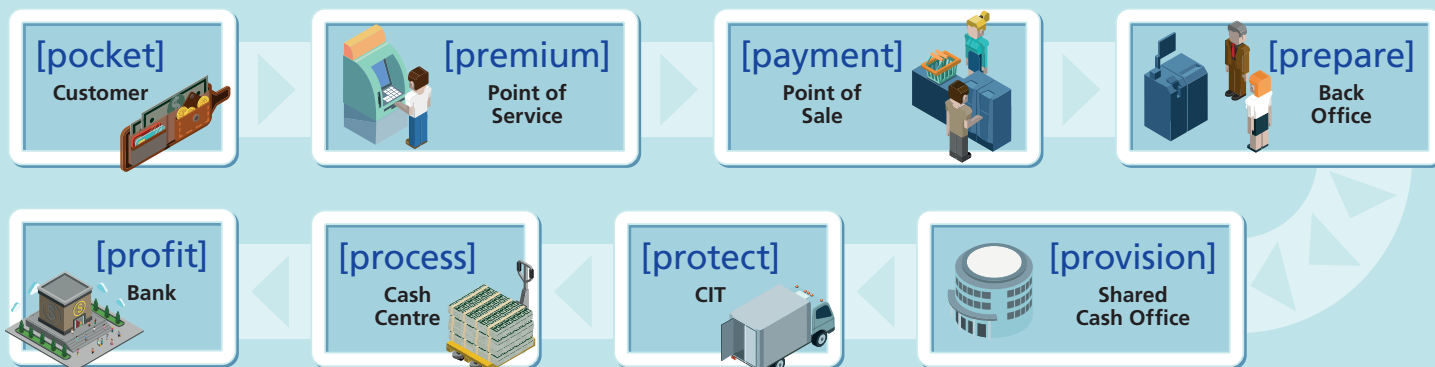 [pocket]
Customer
[premium]
Point of
Service
[payment]
Point of
Sale
[prepare]
Back
Office
[provision]
Shared
Cash Office
[protect]
CIT
[process]
Cash
Centre
[profit]
Bank